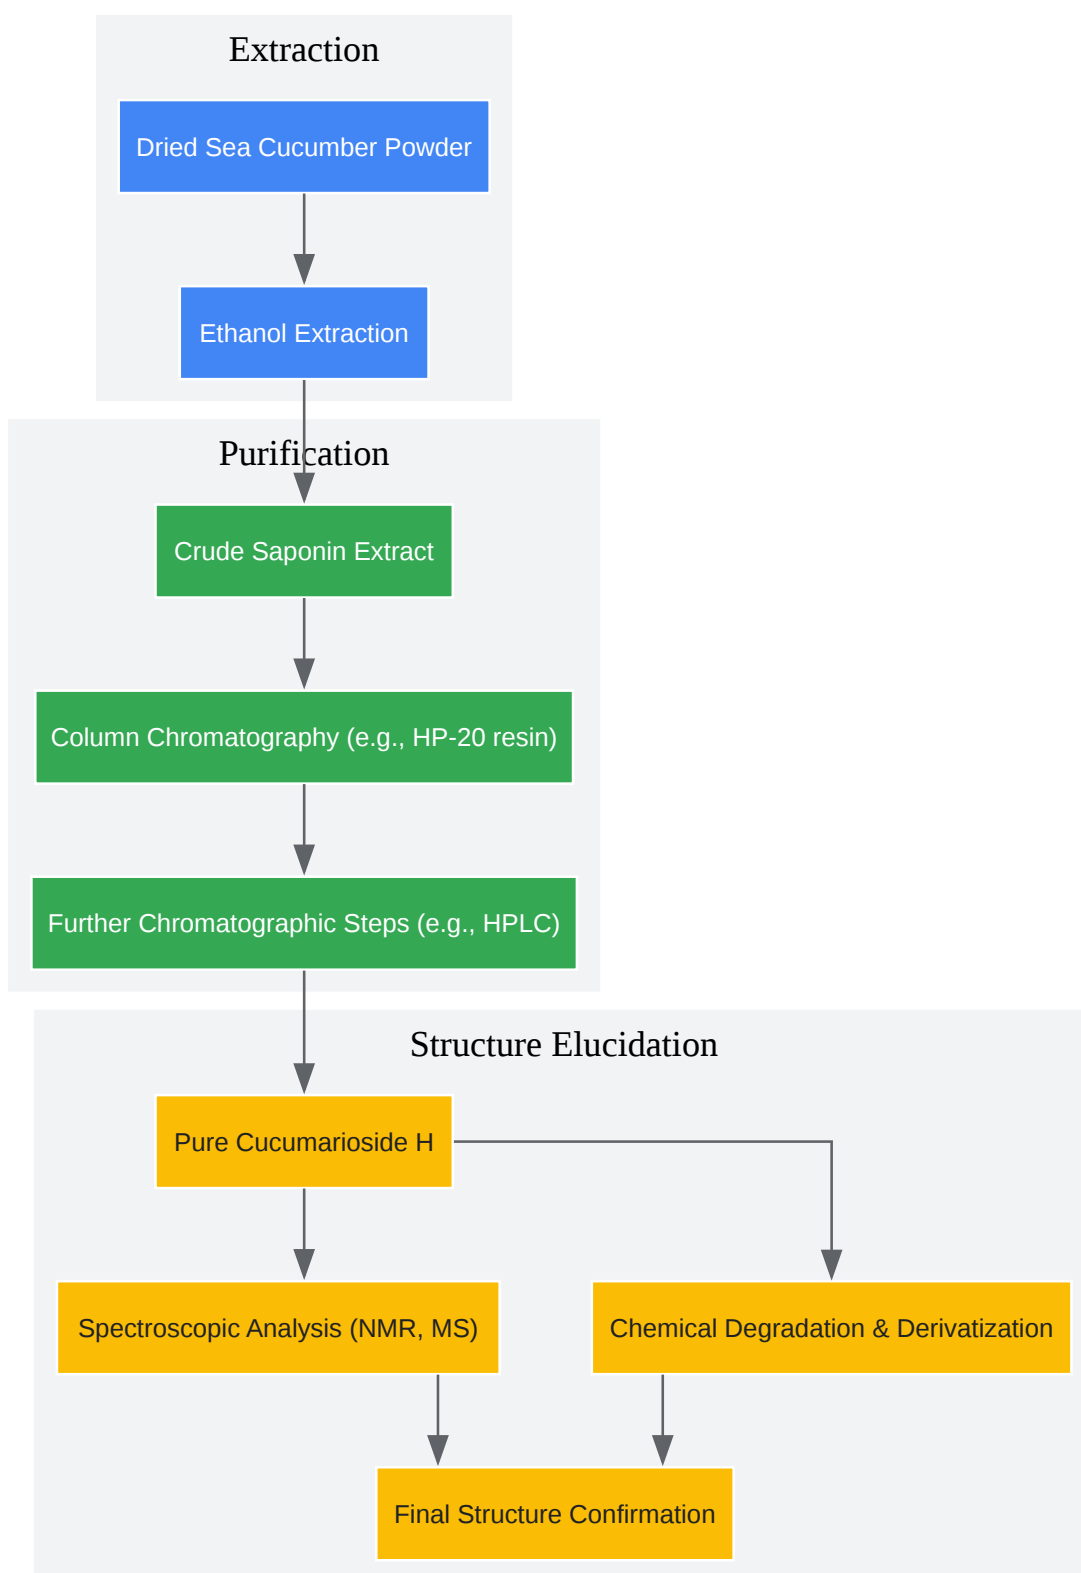 Extraction
Dried Sea Cucumber Powder
Ethanol Extraction
Purification
Crude Saponin Extract
Column Chromatography (e.g., HP-20 resin)
Further Chromatographic Steps (e.g., HPLC)
Structure Elucidation
Pure Cucumarioside H
Spectroscopic Analysis (NMR, MS)
Chemical Degradation & Derivatization
Final Structure Confirmation